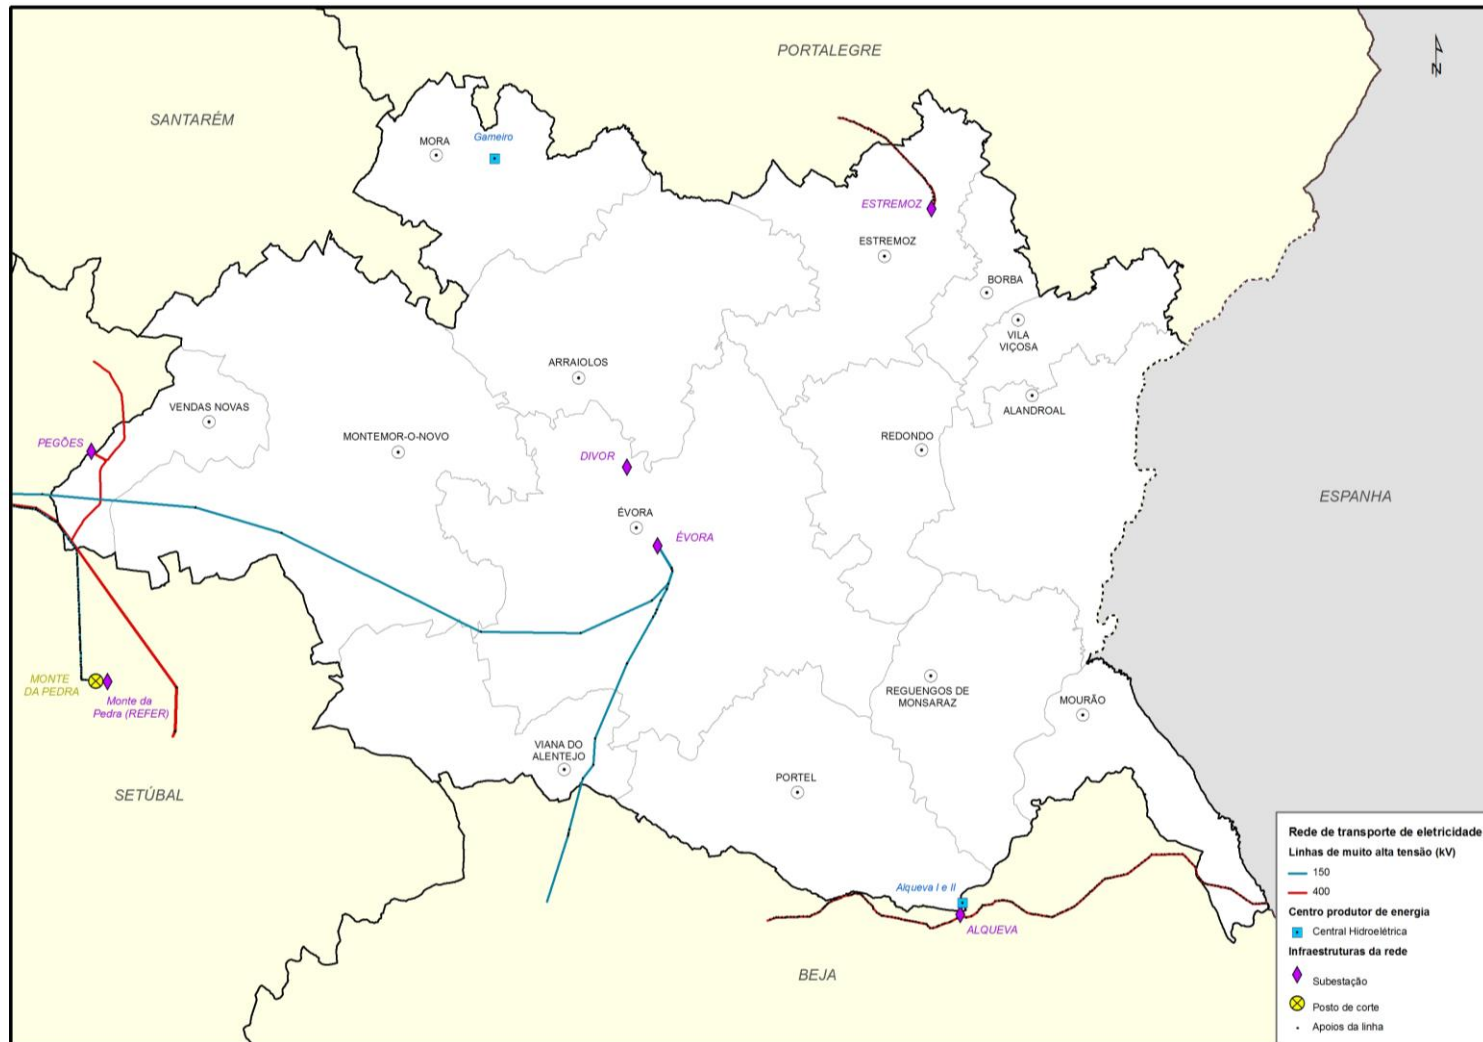 PORTALEGRE
SANTARÉM
MORA
Gameiro
ESTREMOZ
ESTREMOZ
BORBA
VILA
VIÇOSA
ARRAIOLOS
ALANDROAL
VENDAS NOVAS
MONTEMOR-O-NOVO
REDONDO
PEGÕES
DIVOR
ESPANHA
ÉVORA
ÉVORA
MONTE
DA PEDRA
Monte da
Pedra (REFER)
REGUENGOS DE
MONSARAZ
MOURÃO
VIANA DO
ALENTEJO
PORTEL
SETÚBAL
Alqueva I e II
ALQUEVA
BEJA
N
Rede de transporte de eletricidade
Linhas de muito alta tensão (kV)
150
400
Centro produtor de energia
Central Hidroelétrica
Infraestruturas da rede
Subestação
Posto de corte
Apoios da linha